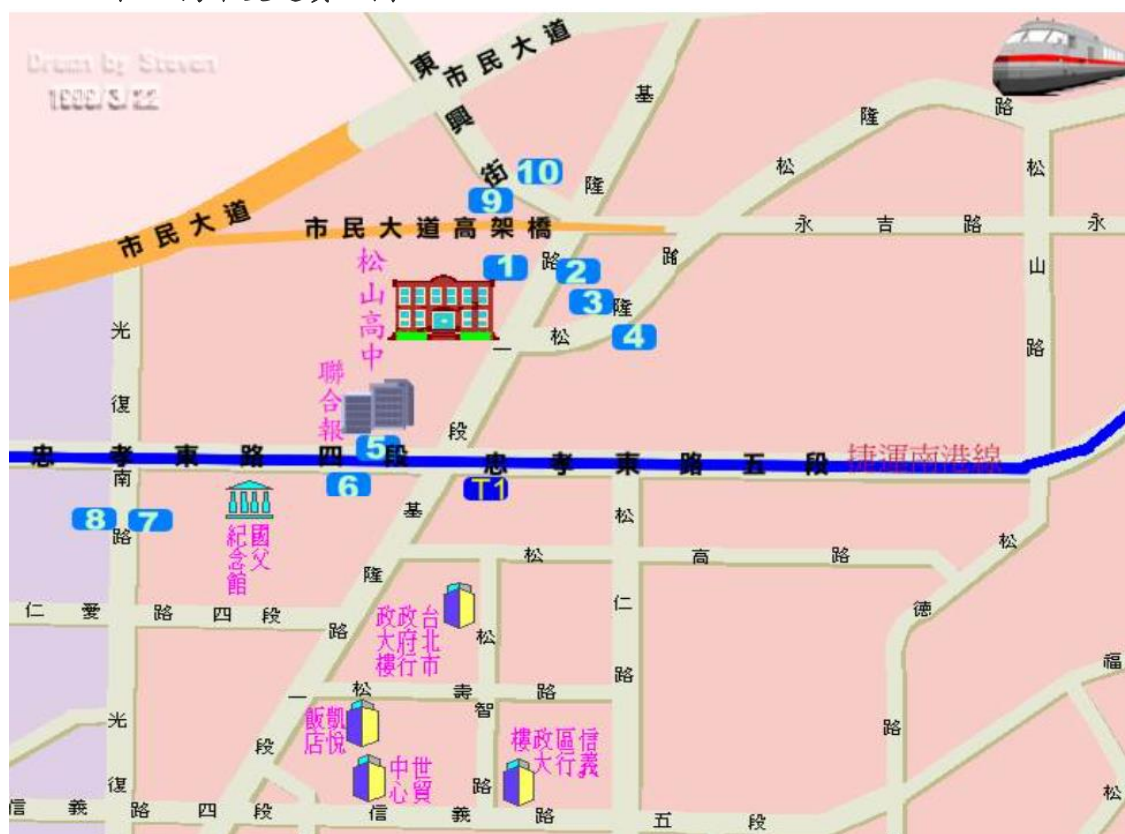 Drawn by Steven
1999/3/22
東興街
市民大道
市民大道
市民大道高架橋
基隆路一段
松隆路
松隆路
松山路
永吉路
永
10
9
1
2
3
4
松山高中
聯合報
5
光復南路
忠孝東路四段
忠孝東路五段
捷運南港線
6
T1
8
7
國父紀念館
基隆路一段
松高路
松仁路
松德路
仁愛路四段
台北市政府行政大樓
松智路
松壽路
福
凱悅飯店
世貿中心
信義區行政大樓
光復
松
信義路四段
信義路五段